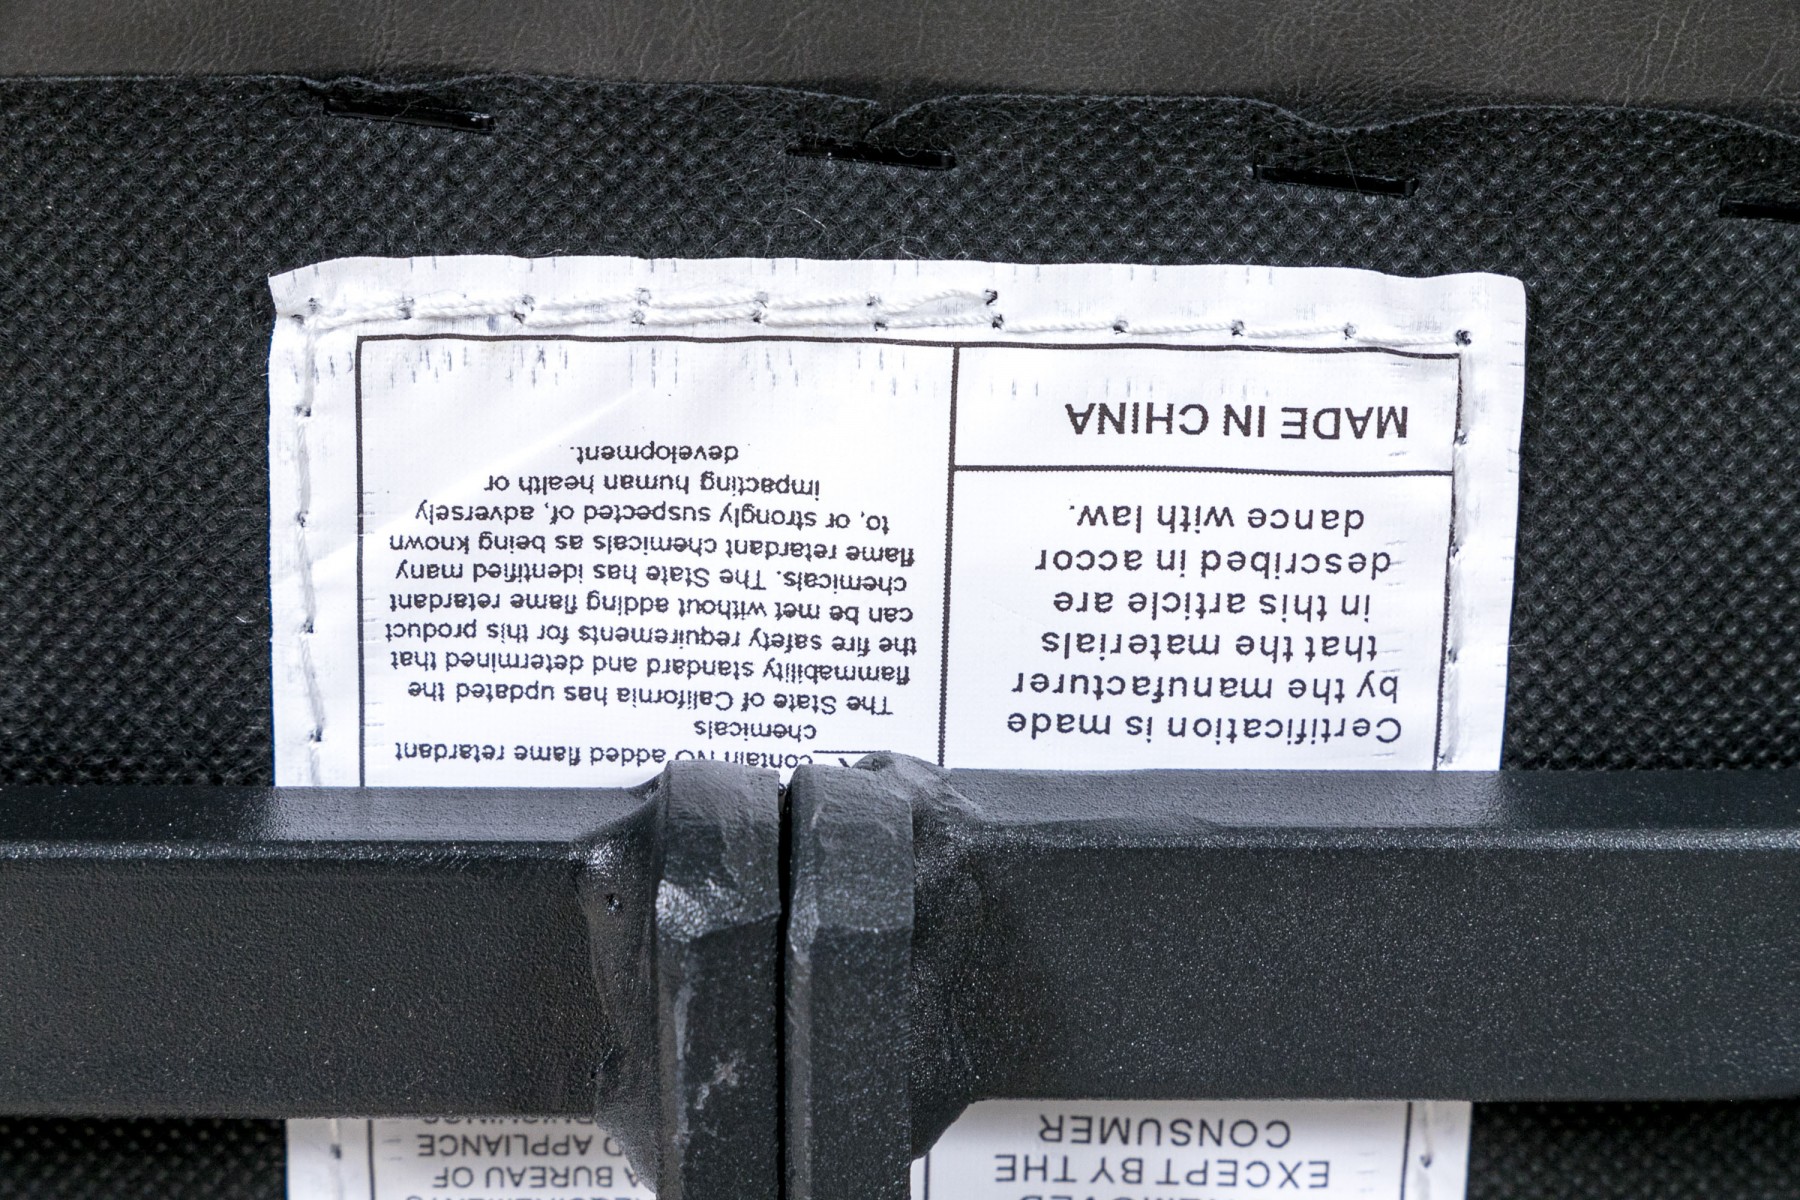 EXCEPT BY THE
CONSUMER
Certification is made
by the manufacturer
that the materials
in this article are
described in accor
dance with law.
MADE IN CHINA
BUREAU OF
APPLIANCE
contain NO added flame retardant
chemicals
The State of California has updated the
flammability standard and determined that
the fire safety requirements for this product
can be met without adding flame retardant
chemicals. The State has identified many
flame retardant chemicals as being known
to, or strongly suspected of, adversely
impacting human health or
development.